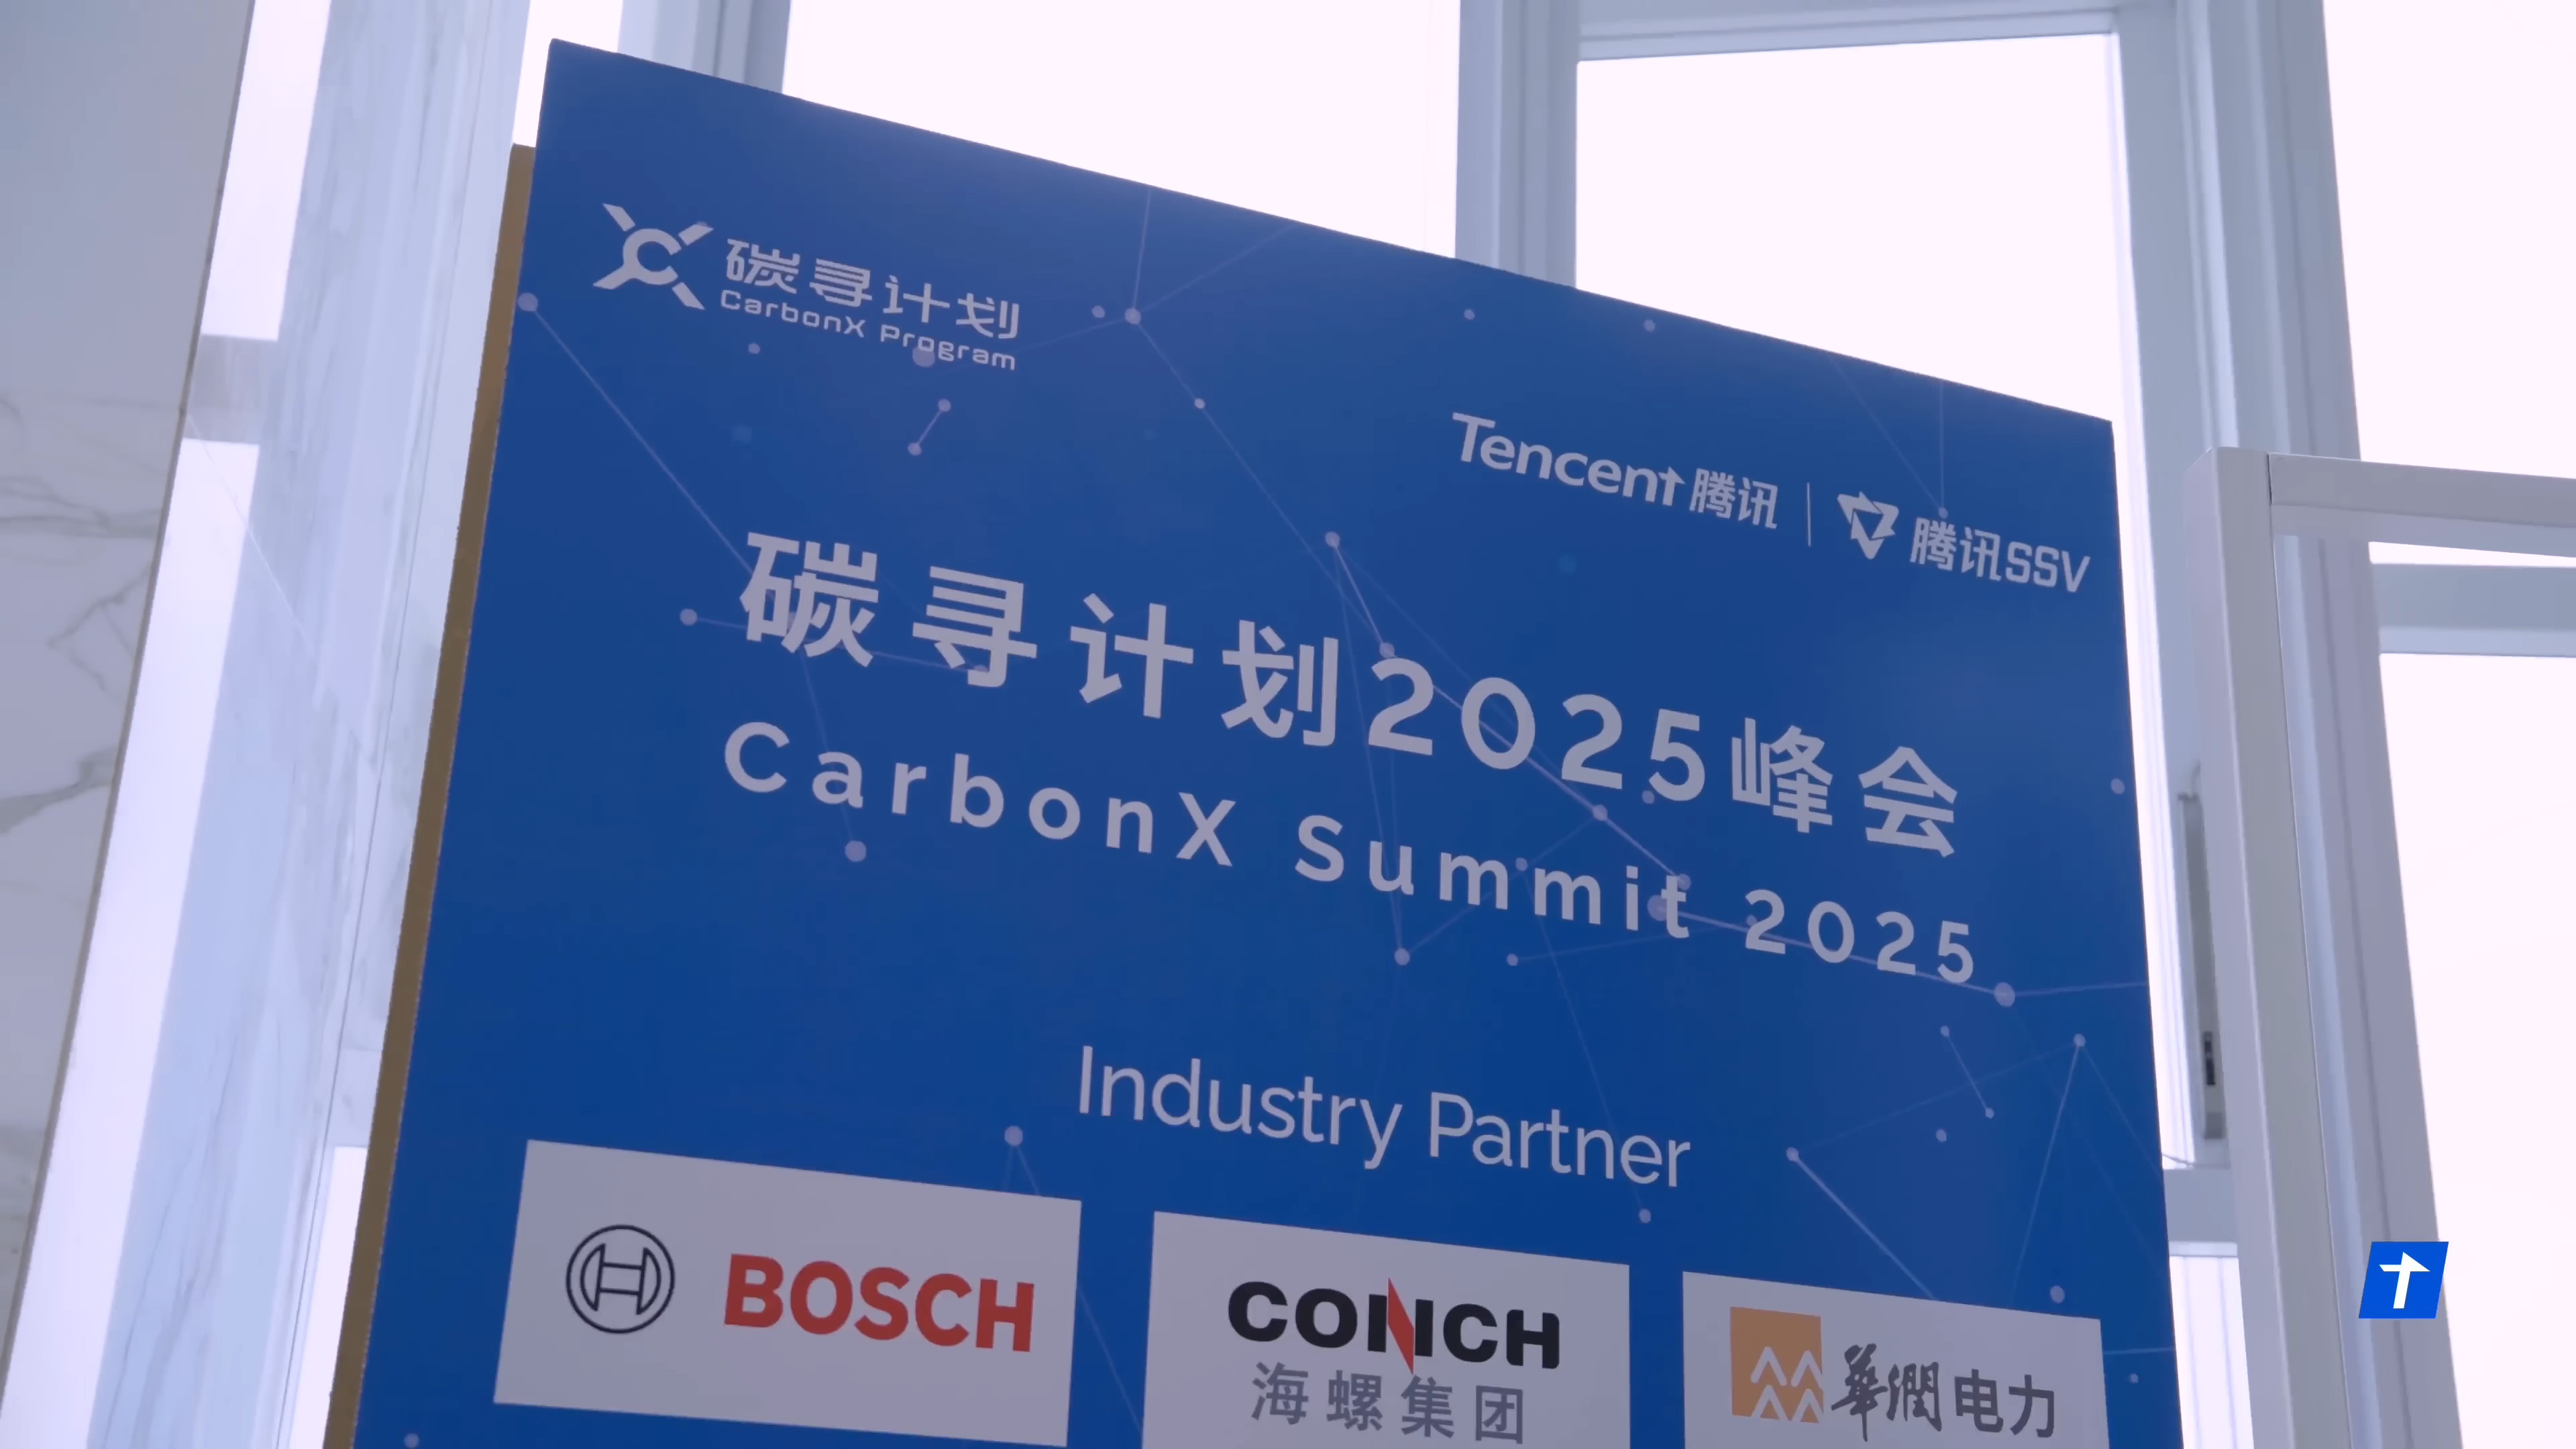 碳寻计划
CarbonX Program
Tencent 腾讯 | 腾讯SSV
碳寻计划2025峰会
CarbonX Summit 2025
Industry Partner
BOSCH
CONCH
海螺集团
華潤电力